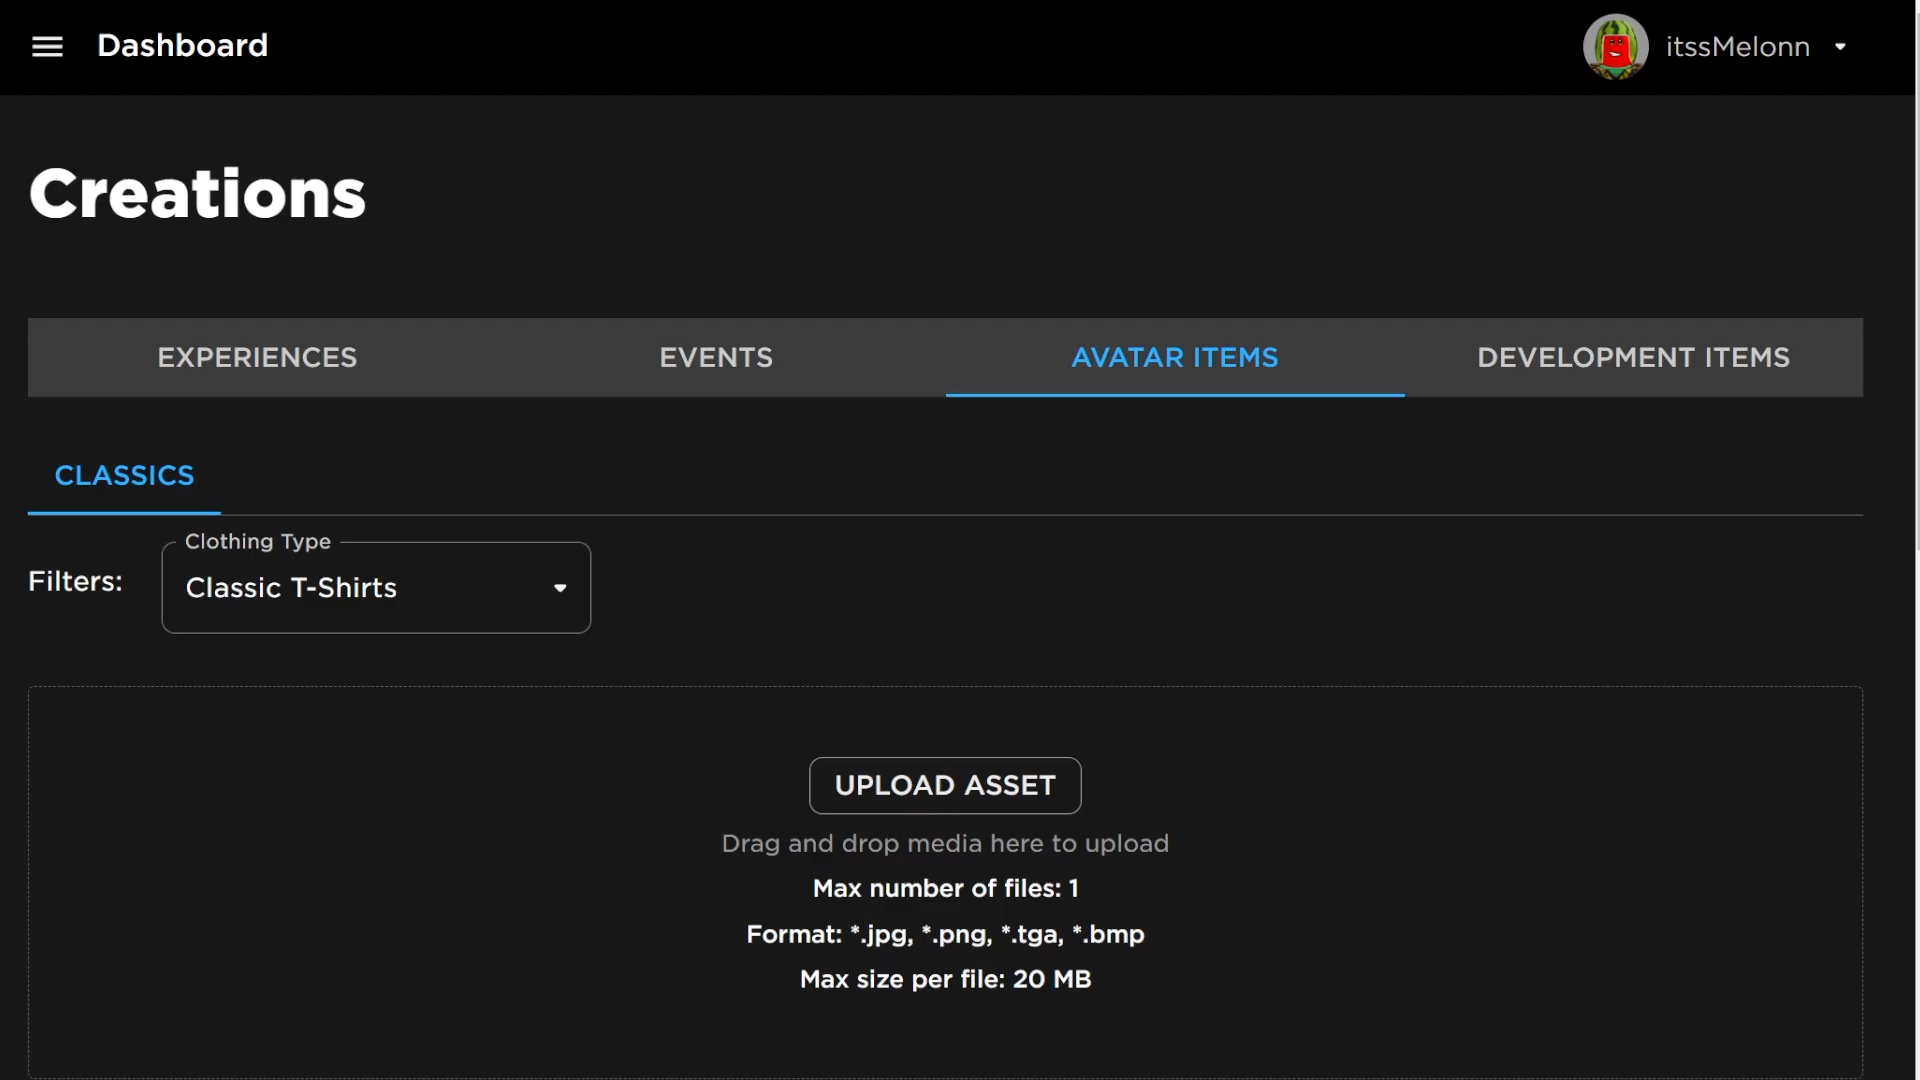 Dashboard
itssMelonn
Creations
EXPERIENCES
EVENTS
AVATAR ITEMS
DEVELOPMENT ITEMS
CLASSICS
Clothing Type
Filters:
Classic T-Shirts
UPLOAD ASSET
Drag and drop media here to upload
Max number of files: 1
Format: *.jpg, *.png, *.tga, *.bmp
Max size per file: 20 MB